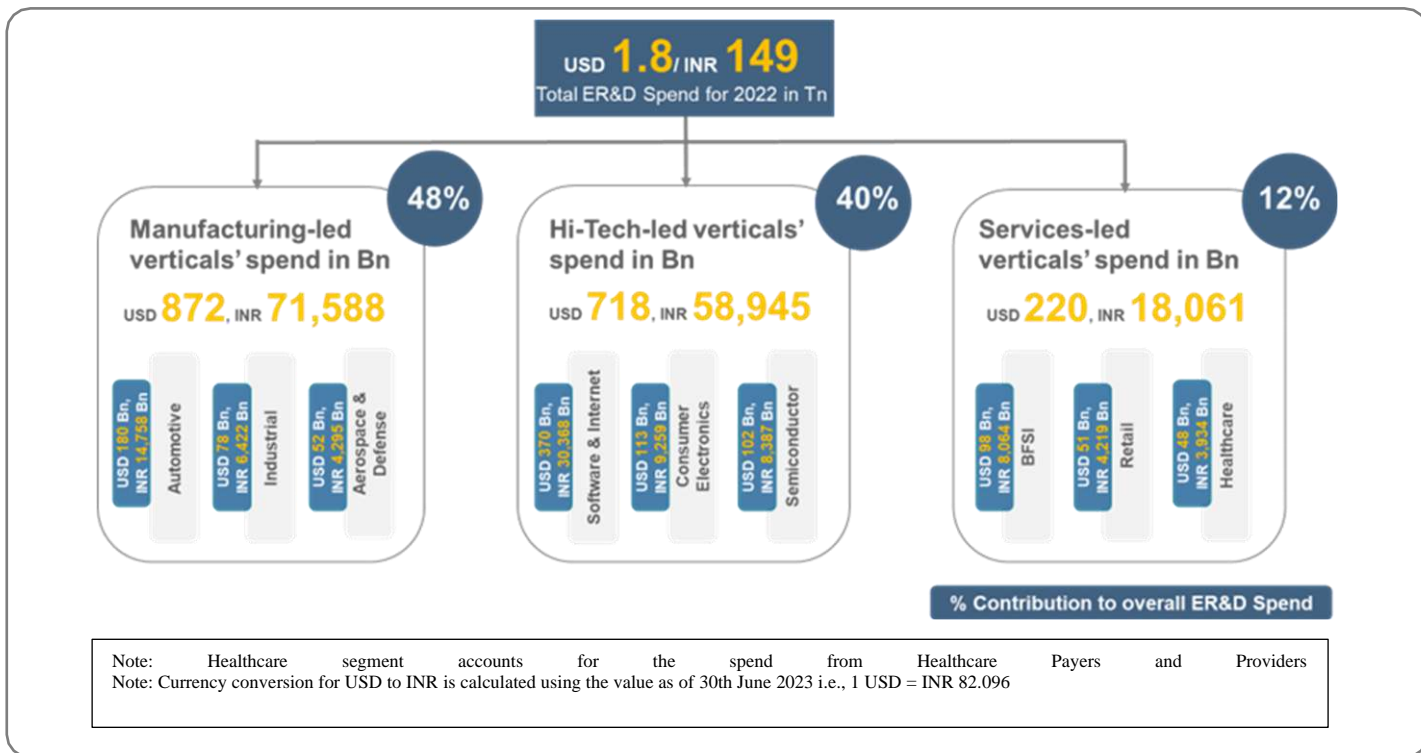 USD 1.8/ INR 149
Total ER&D Spend for 2022 in Tn
48%
Manufacturing-led
verticals' spend in Bn
USD 872, INR 71,588
USD 180 Bn,
INR 14,758 Bn
Automotive
USD 78 Bn,
INR 6,422 Bn
Industrial
USD 52 Bn,
INR 4,295 Bn
Aerospace &
Defense
40%
Hi-Tech-led verticals'
spend in Bn
USD 718, INR 58,945
USD 370 Bn,
INR 30,368 Bn
Software & Internet
USD 113 Bn,
INR 9,259 Bn
Consumer
Electronics
USD 102 Bn,
INR 8,387 Bn
Semiconductor
12%
Services-led
verticals' spend in Bn
USD 220, INR 18,061
USD 98 Bn,
INR 8,064 Bn
BFSI
USD 51 Bn,
INR 4,219 Bn
Retail
USD 48 Bn,
INR 3,934 Bn
Healthcare
% Contribution to overall ER&D Spend
Note: Healthcare segment accounts for the spend from Healthcare Payers and Providers
Note: Currency conversion for USD to INR is calculated using the value as of 30th June 2023 i.e., 1 USD = INR 82.096